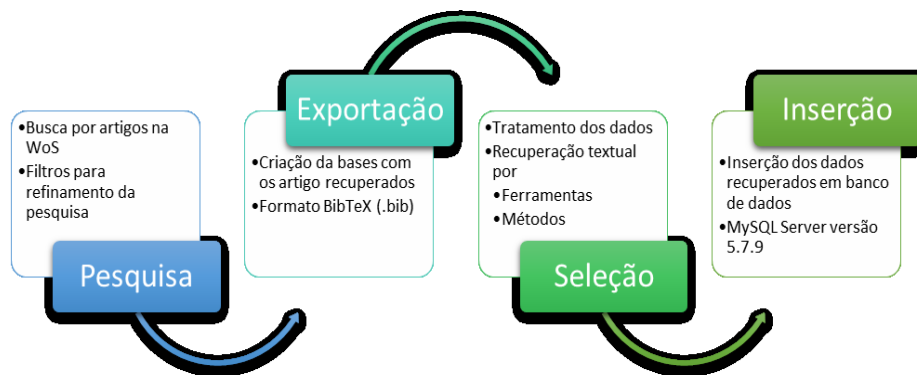 •Busca por artigos na
WoS
•Filtros para
refinamento da
pesquisa
Pesquisa
Exportação
•Criação da bases com
os artigo recuperados
•Formato BibTeX (.bib)
•Tratamento dos dados
•Recuperação textual
por
•Ferramentas
•Métodos
Seleção
Inserção
•Inserção dos dados
recuperados em banco
de dados
•MySQL Server versão
5.7.9